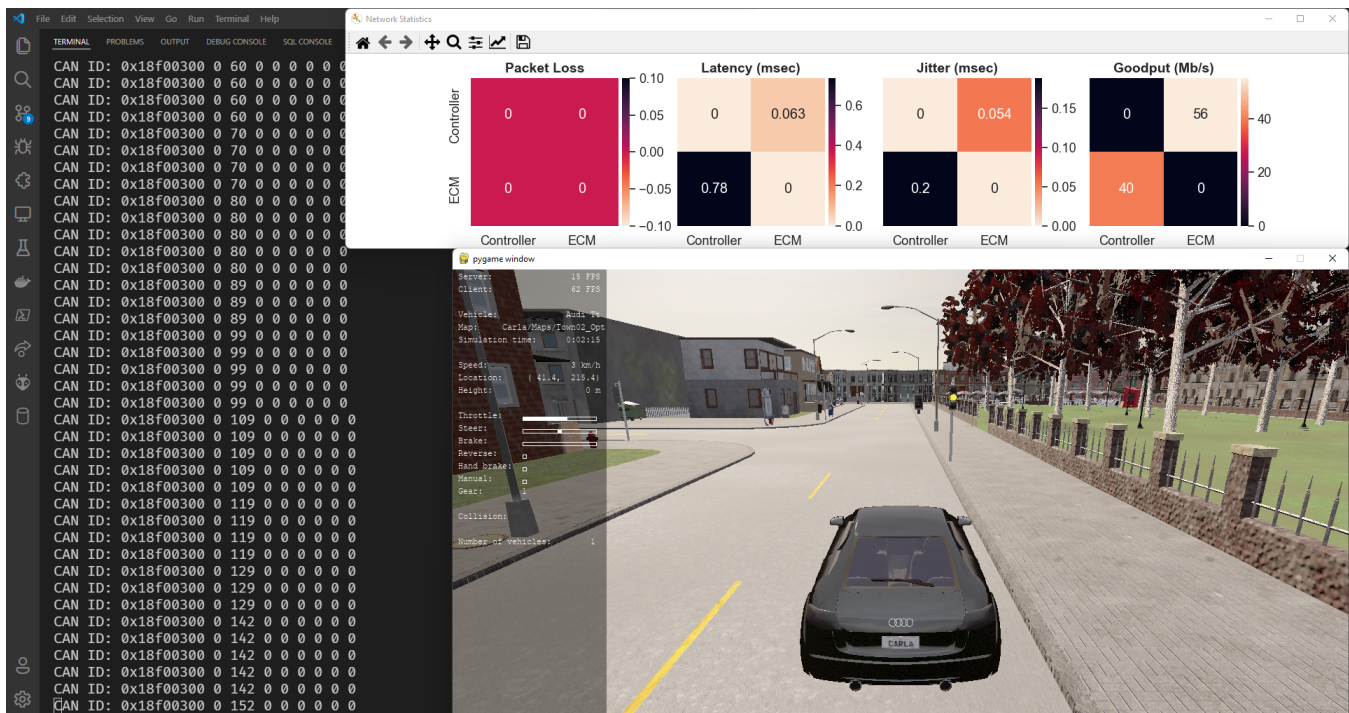 File Edit Selection View Go Run Terminal Help
TERMINAL PROBLEMS OUTPUT DEBUG CONSOLE SQL CONSOLE
9
CAN ID: 0x18f00300 0 60 0 0 0 0 0 0
CAN ID: 0x18f00300 0 60 0 0 0 0 0 0
CAN ID: 0x18f00300 0 60 0 0 0 0 0 0
CAN ID: 0x18f00300 0 60 0 0 0 0 0 0
CAN ID: 0x18f00300 0 70 0 0 0 0 0 0
CAN ID: 0x18f00300 0 70 0 0 0 0 0 0
CAN ID: 0x18f00300 0 70 0 0 0 0 0 0
CAN ID: 0x18f00300 0 70 0 0 0 0 0 0
CAN ID: 0x18f00300 0 80 0 0 0 0 0 0
CAN ID: 0x18f00300 0 80 0 0 0 0 0 0
CAN ID: 0x18f00300 0 80 0 0 0 0 0 0
CAN ID: 0x18f00300 0 80 0 0 0 0 0 0
CAN ID: 0x18f00300 0 80 0 0 0 0 0 0
CAN ID: 0x18f00300 0 89 0 0 0 0 0 0
CAN ID: 0x18f00300 0 89 0 0 0 0 0 0
CAN ID: 0x18f00300 0 89 0 0 0 0 0 0
CAN ID: 0x18f00300 0 99 0 0 0 0 0 0
CAN ID: 0x18f00300 0 99 0 0 0 0 0 0
CAN ID: 0x18f00300 0 99 0 0 0 0 0 0
CAN ID: 0x18f00300 0 99 0 0 0 0 0 0
CAN ID: 0x18f00300 0 99 0 0 0 0 0 0
CAN ID: 0x18f00300 0 109 0 0 0 0 0 0
CAN ID: 0x18f00300 0 109 0 0 0 0 0 0
CAN ID: 0x18f00300 0 109 0 0 0 0 0 0
CAN ID: 0x18f00300 0 109 0 0 0 0 0 0
CAN ID: 0x18f00300 0 109 0 0 0 0 0 0
CAN ID: 0x18f00300 0 119 0 0 0 0 0 0
CAN ID: 0x18f00300 0 119 0 0 0 0 0 0
CAN ID: 0x18f00300 0 119 0 0 0 0 0 0
CAN ID: 0x18f00300 0 119 0 0 0 0 0 0
CAN ID: 0x18f00300 0 129 0 0 0 0 0 0
CAN ID: 0x18f00300 0 129 0 0 0 0 0 0
CAN ID: 0x18f00300 0 129 0 0 0 0 0 0
CAN ID: 0x18f00300 0 142 0 0 0 0 0 0
CAN ID: 0x18f00300 0 142 0 0 0 0 0 0
CAN ID: 0x18f00300 0 142 0 0 0 0 0 0
CAN ID: 0x18f00300 0 142 0 0 0 0 0 0
CAN ID: 0x18f00300 0 142 0 0 0 0 0 0
CAN ID: 0x18f00300 0 152 0 0 0 0 0 0
Network Statistics
Packet Loss
Controller
ECM
0 0
0 0
Controller ECM
0.10
0.05
0.00
−0.05
−0.10
Latency (msec)
0 0.063
0.78 0
Controller ECM
0.6
0.4
0.2
0.0
Jitter (msec)
0 0.054
0.2 0
Controller ECM
0.15
0.10
0.05
0.00
Goodput (Mb/s)
0 56
40 0
Controller ECM
40
20
0
pygame window
Server: 15 FPS
Client: 62 FPS
Vehicle: Audi Tt
Map: Carla/Maps/Town02_Opt
Simulation time: 0:02:15
Speed: 3 km/h
Location: ( 41.4, 215.4)
Height: 0 m
Throttle:
Steer:
Brake:
Reverse:
Hand brake:
Manual:
Gear: 1
Collision:
Number of vehicles: 1
CARLA